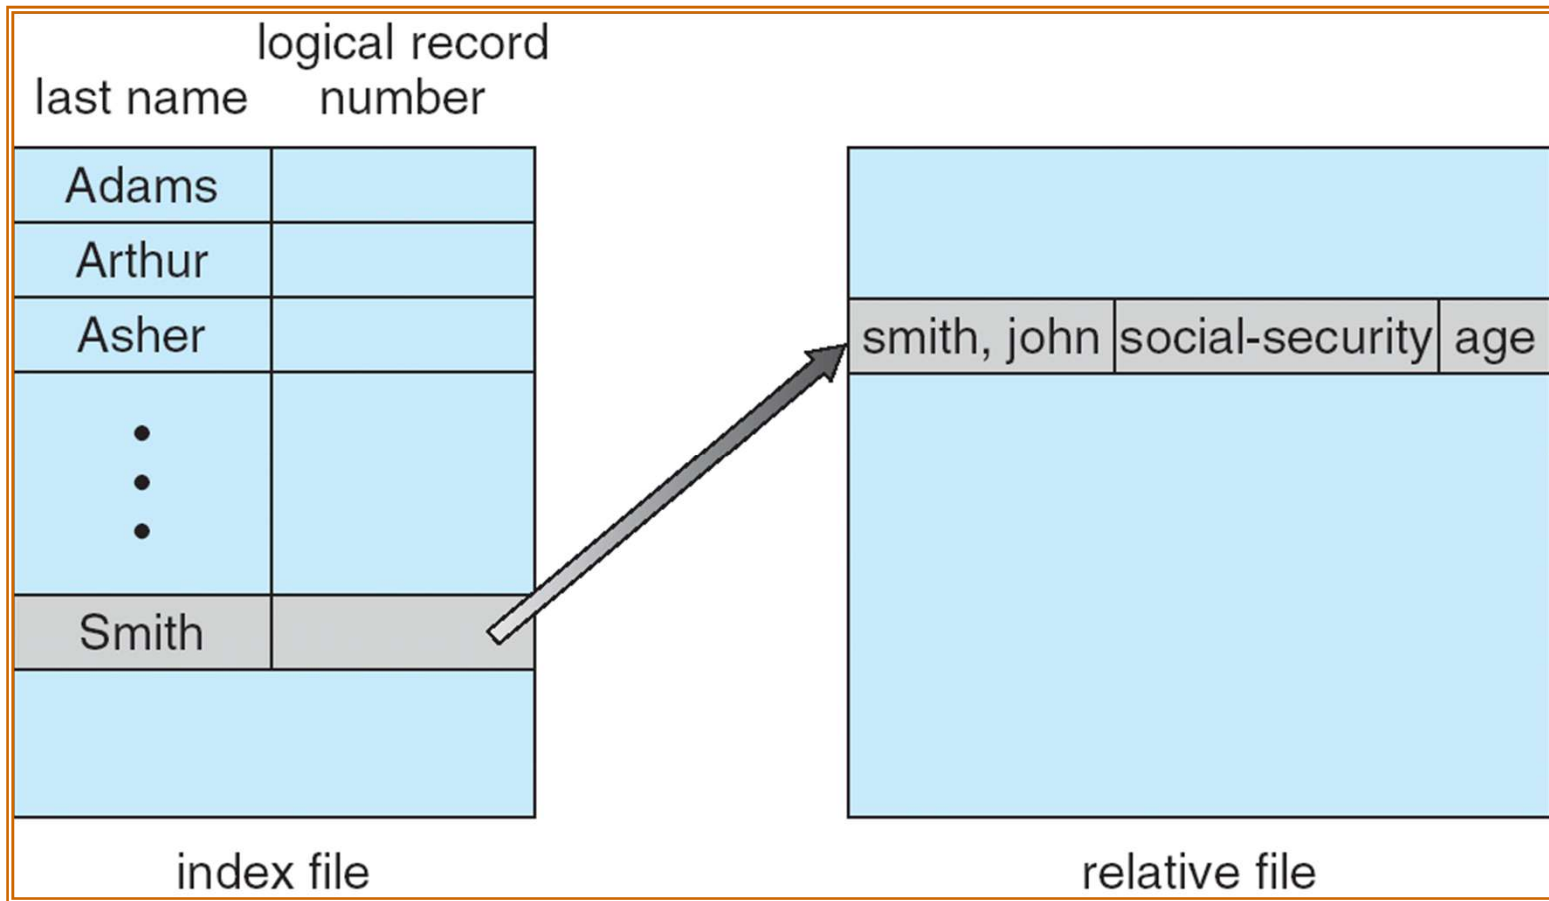 logical record
last name number
Adams
Arthur
Asher
Smith
smith, john social-security age
index file
relative file